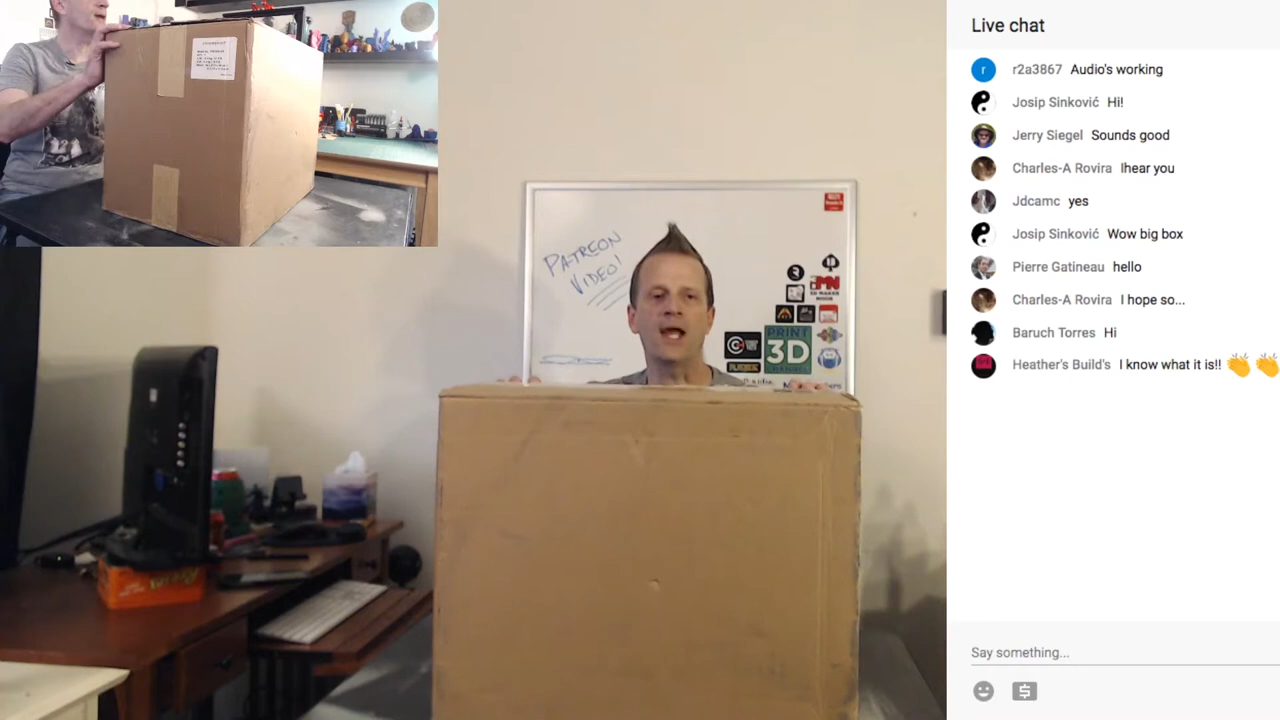 PATREON
VIDEO!
PRINT
3D
CHANNEL
Live chat
r2a3867 Audio's working
Josip Sinković Hi!
Jerry Siegel Sounds good
Charles-A Rovira Ihear you
Jdcamc yes
Josip Sinković Wow big box
Pierre Gatineau hello
Charles-A Rovira I hope so...
Baruch Torres Hi
Heather's Build's I know what it is!! 👏 👏
Say something...